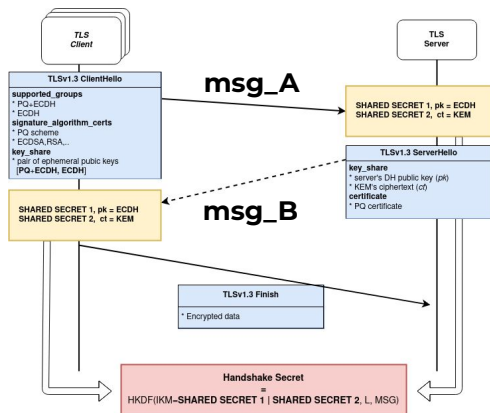 TLS
Client
TLS
Server
TLSv1.3 ClientHello
supported_groups
* PQ+ECDH
* ECDH
signature_algorithm_certs
* PQ scheme
* ECDSA,RSA,..
key_share
* pair of ephemeral pubic keys
[PQ+ECDH, ECDH]
msg_A
SHARED SECRET 1, pk = ECDH
SHARED SECRET 2, ct = KEM
TLSv1.3 ServerHello
key_share
* server's DH public key (pk)
* KEM's ciphertext (ct)
certificate
* PQ certificate
msg_B
SHARED SECRET 1, pk = ECDH
SHARED SECRET 2, ct = KEM
TLSv1.3 Finish
* Encrypted data
Handshake Secret
=
HKDF(IKM=SHARED SECRET 1 | SHARED SECRET 2, L, MSG)